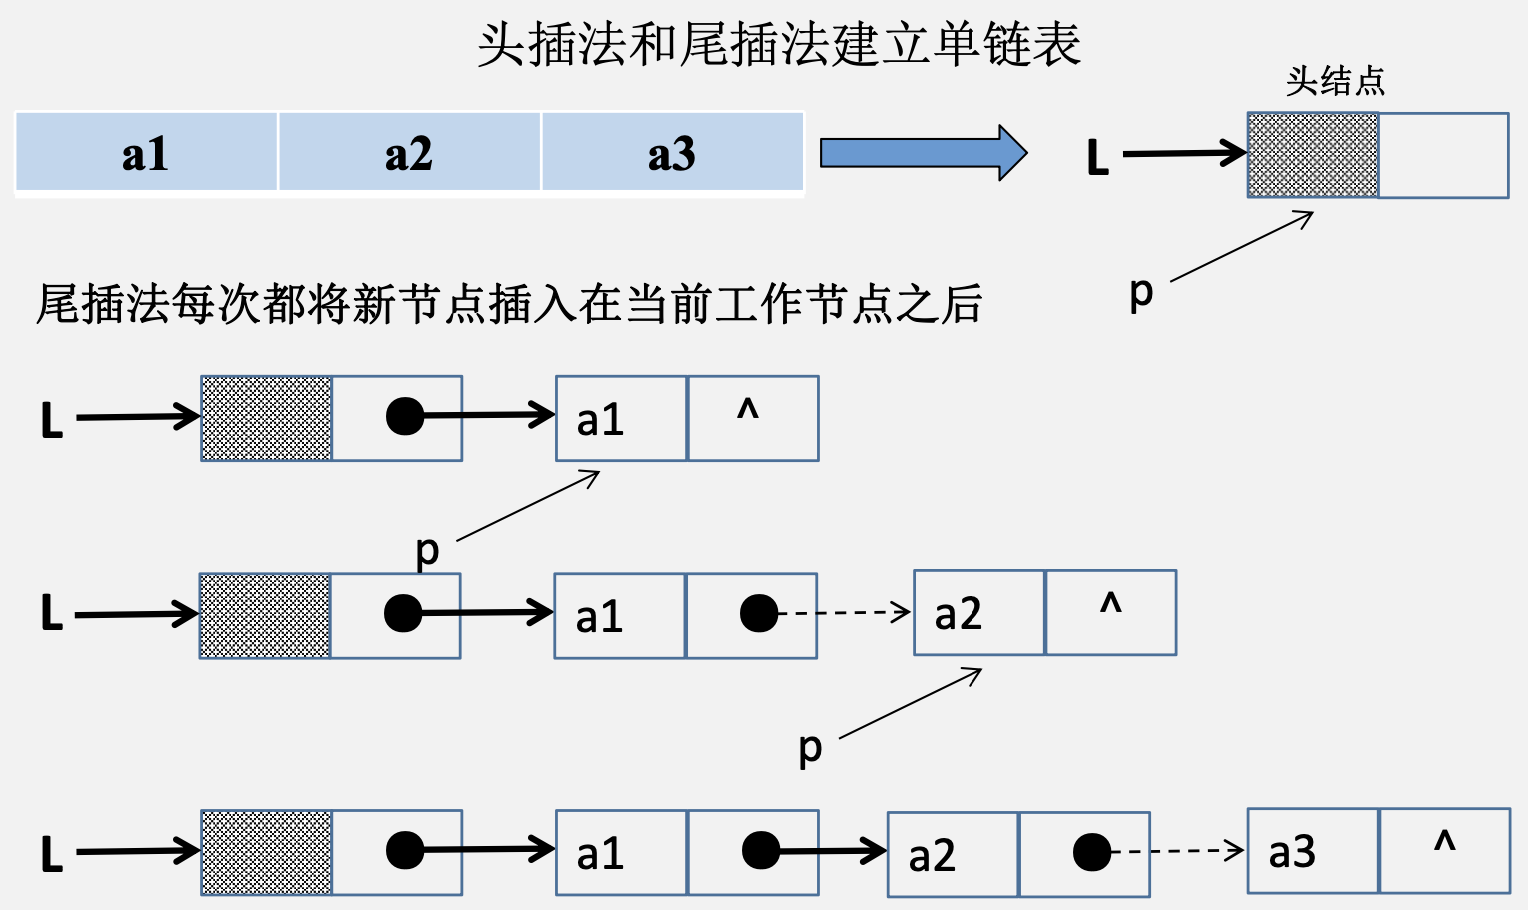 头插法和尾插法建立单链表
头结点
a1 a2 a3 L
p
尾插法每次都将新节点插入在当前工作节点之后
L a1 ^
p
L a1 a2 ^
p
L a1 a2 a3 ^